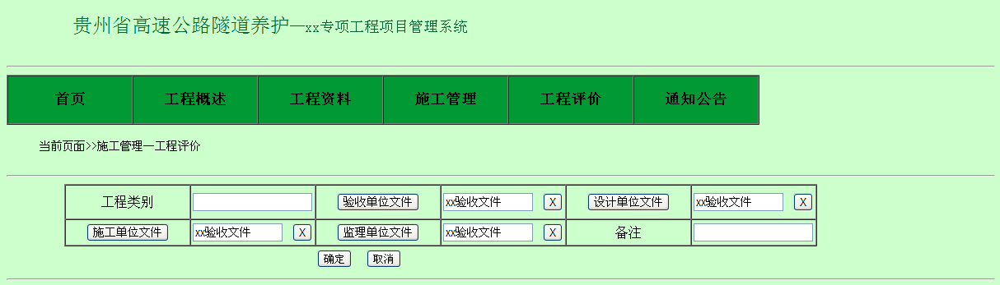 贵州省高速公路隧道养护—xx专项工程项目管理系统
首页 工程概述 工程资料 施工管理 工程评价 通知公告
当前页面>>施工管理—工程评价
工程类别 验收单位文件 xx验收文件 X 设计单位文件 xx验收文件 X
施工单位文件 xx验收文件 X 监理单位文件 xx验收文件 X 备注
确定 取消